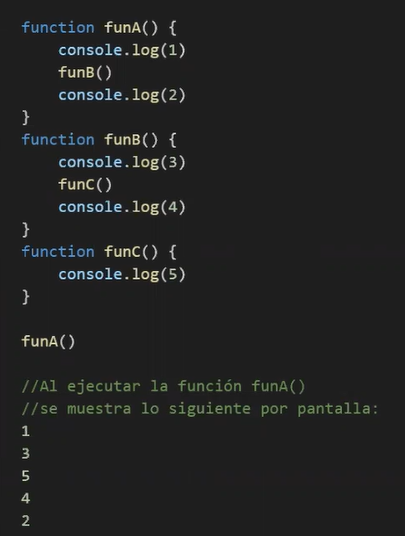 function funA() {
    console.log(1)
    funB()
    console.log(2)
}
function funB() {
    console.log(3)
    funC()
    console.log(4)
}
function funC() {
    console.log(5)
}

funA()

//Al ejecutar la función funA()
//se muestra lo siguiente por pantalla:
1
3
5
4
2